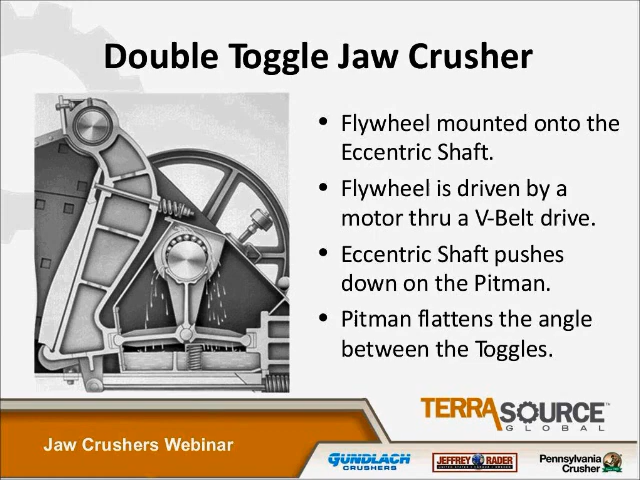 Double Toggle Jaw Crusher
• Flywheel mounted onto the
Eccentric Shaft.
• Flywheel is driven by a
motor thru a V-Belt drive.
• Eccentric Shaft pushes
down on the Pitman.
• Pitman flattens the angle
between the Toggles.
TERRASOURCE™
GLOBAL
Jaw Crushers Webinar
GUNDLACH
CRUSHERS
JEFFREY RADER
Pennsylvania
Crusher